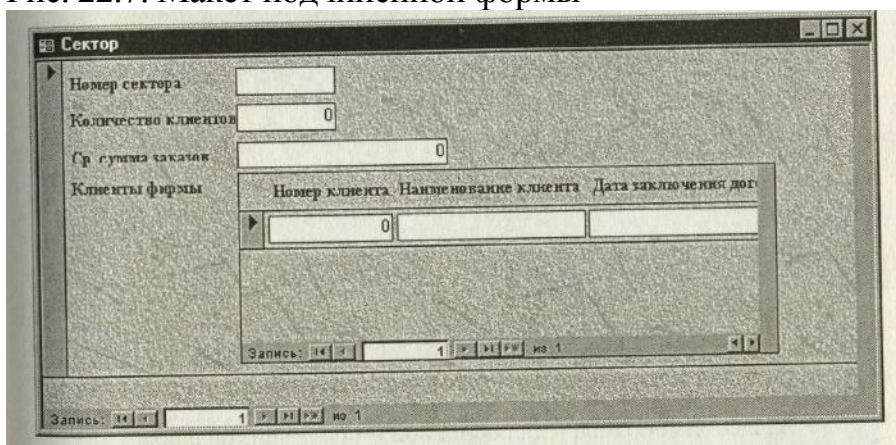 Рис. 22.7. Макет подчиненной формы
Сектор
Номер сектора
Количество клиентов 0
Ср. сумма заказов 0
Клиенты фирмы
Номер клиента Наименование клиента Дата заключения дог
0
Запись: 1 из 1
Запись: 1 из 1